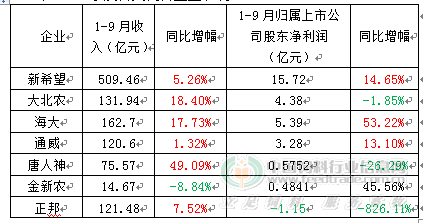 企业 1-9月收入(亿元) 同比增幅 1-9月归属上市公司股东净利润(亿元) 同比增幅
新希望 509.46 5.26% 15.72 14.65%
大北农 131.94 18.40% 4.38 -1.85%
海大 162.7 17.73% 5.39 53.22%
通威 120.6 1.32% 3.28 13.10%
唐人神 75.57 49.09% 0.5752 -26.29%
金新农 14.67 -8.84% 0.4841 45.56%
正邦 121.48 7.52% -1.15 -826.11%